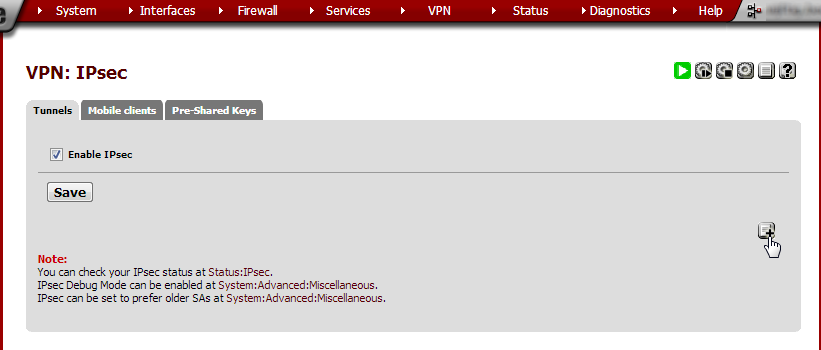 System Interfaces Firewall Services VPN Status Diagnostics Help
VPN: IPsec
Tunnels Mobile clients Pre-Shared Keys
Enable IPsec
Save
Note:
You can check your IPsec status at Status:IPsec.
IPsec Debug Mode can be enabled at System:Advanced:Miscellaneous.
IPsec can be set to prefer older SAs at System:Advanced:Miscellaneous.